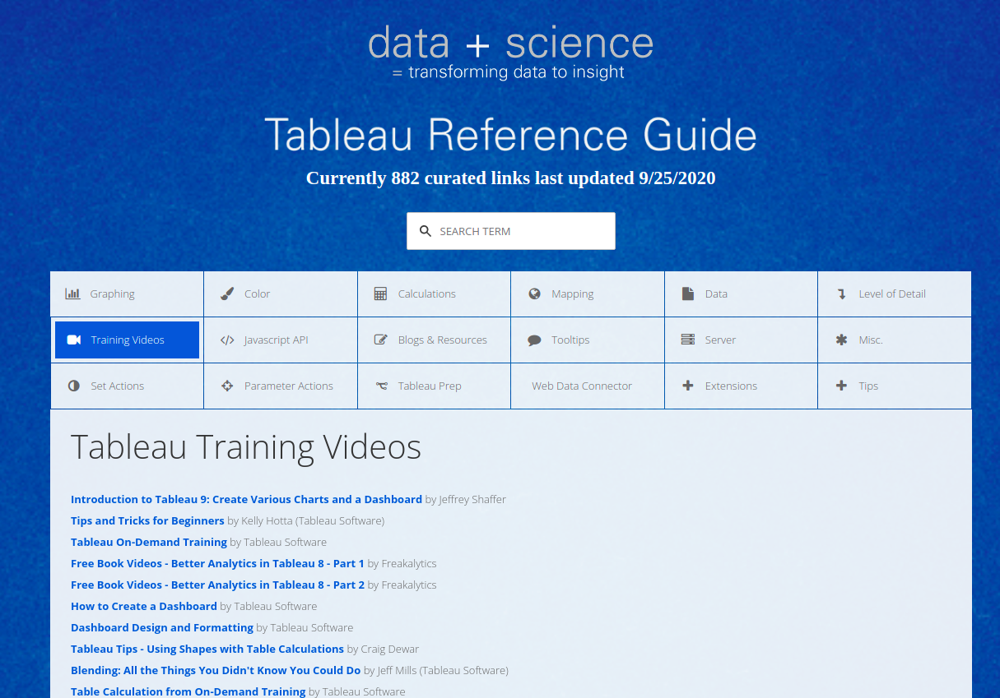 data + science
= transforming data to insight
Tableau Reference Guide
Currently 882 curated links last updated 9/25/2020
SEARCH TERM
Graphing Color Calculations Mapping Data Level of Detail
Training Videos Javascript API Blogs & Resources Tooltips Server Misc.
Set Actions Parameter Actions Tableau Prep Web Data Connector Extensions Tips
Tableau Training Videos
Introduction to Tableau 9: Create Various Charts and a Dashboard by Jeffrey Shaffer
Tips and Tricks for Beginners by Kelly Hotta (Tableau Software)
Tableau On-Demand Training by Tableau Software
Free Book Videos - Better Analytics in Tableau 8 - Part 1 by Freakalytics
Free Book Videos - Better Analytics in Tableau 8 - Part 2 by Freakalytics
How to Create a Dashboard by Tableau Software
Dashboard Design and Formatting by Tableau Software
Tableau Tips - Using Shapes with Table Calculations by Craig Dewar
Blending: All the Things You Didn't Know You Could Do by Jeff Mills (Tableau Software)
Table Calculation from On-Demand Training by Tableau Software